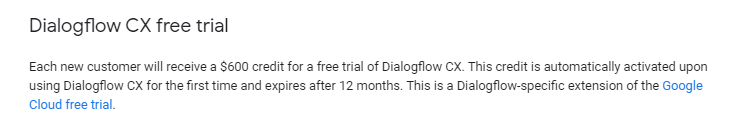 Dialogflow CX free trial
Each new customer will receive a $600 credit for a free trial of Dialogflow CX. This credit is automatically activated upon
using Dialogflow CX for the first time and expires after 12 months. This is a Dialogflow-specific extension of the Google
Cloud free trial.